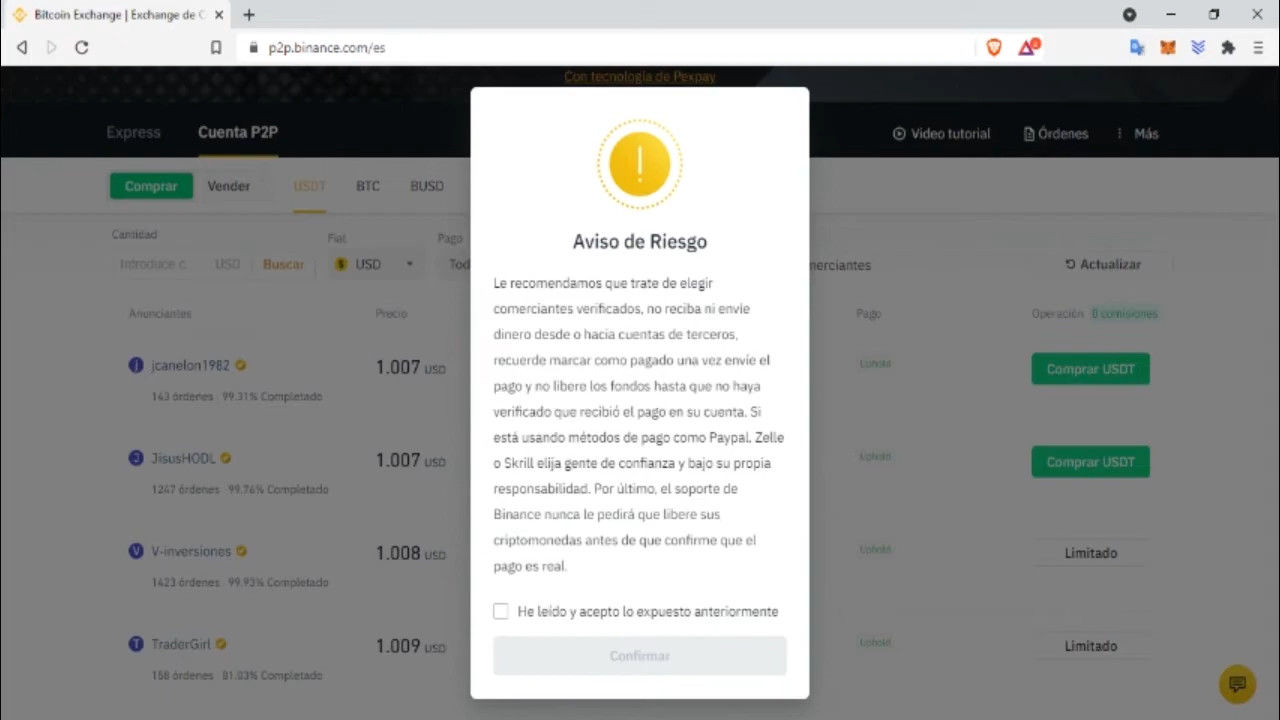 Bitcoin Exchange | Exchange de C
p2p.binance.com/es
Con tecnología de Pexpay
Express
Cuenta P2P
Video tutorial
Órdenes
Más
Comprar
Vender
USDT
BTC
BUSD
Cantidad
Introduce c
USD
Buscar
Fiat
USD
Pago
Tod
merciantes
Actualizar
Anunciantes
Precio
Pago
Operación
0 comisiones
jcanelon1982
1.007 USD
Uphold
Comprar USDT
143 órdenes
99.31% Completado
JisusHODL
1.007 USD
Uphold
Comprar USDT
1247 órdenes
99.76% Completado
V-inversiones
1.008 USD
Uphold
Limitado
1423 órdenes
99.93% Completado
TraderGirl
1.009 USD
Uphold
Limitado
158 órdenes
81.03% Completado
Aviso de Riesgo
Le recomendamos que trate de elegir
comerciantes verificados, no reciba ni envíe
dinero desde o hacia cuentas de terceros,
recuerde marcar como pagado una vez envíe el
pago y no libere los fondos hasta que no haya
verificado que recibió el pago en su cuenta. Si
está usando métodos de pago como Paypal, Zelle
o Skrill elija gente de confianza y bajo su propia
responsabilidad. Por último, el soporte de
Binance nunca le pedirá que libere sus
criptomonedas antes de que confirme que el
pago es real.
He leído y acepto lo expuesto anteriormente
Confirmar